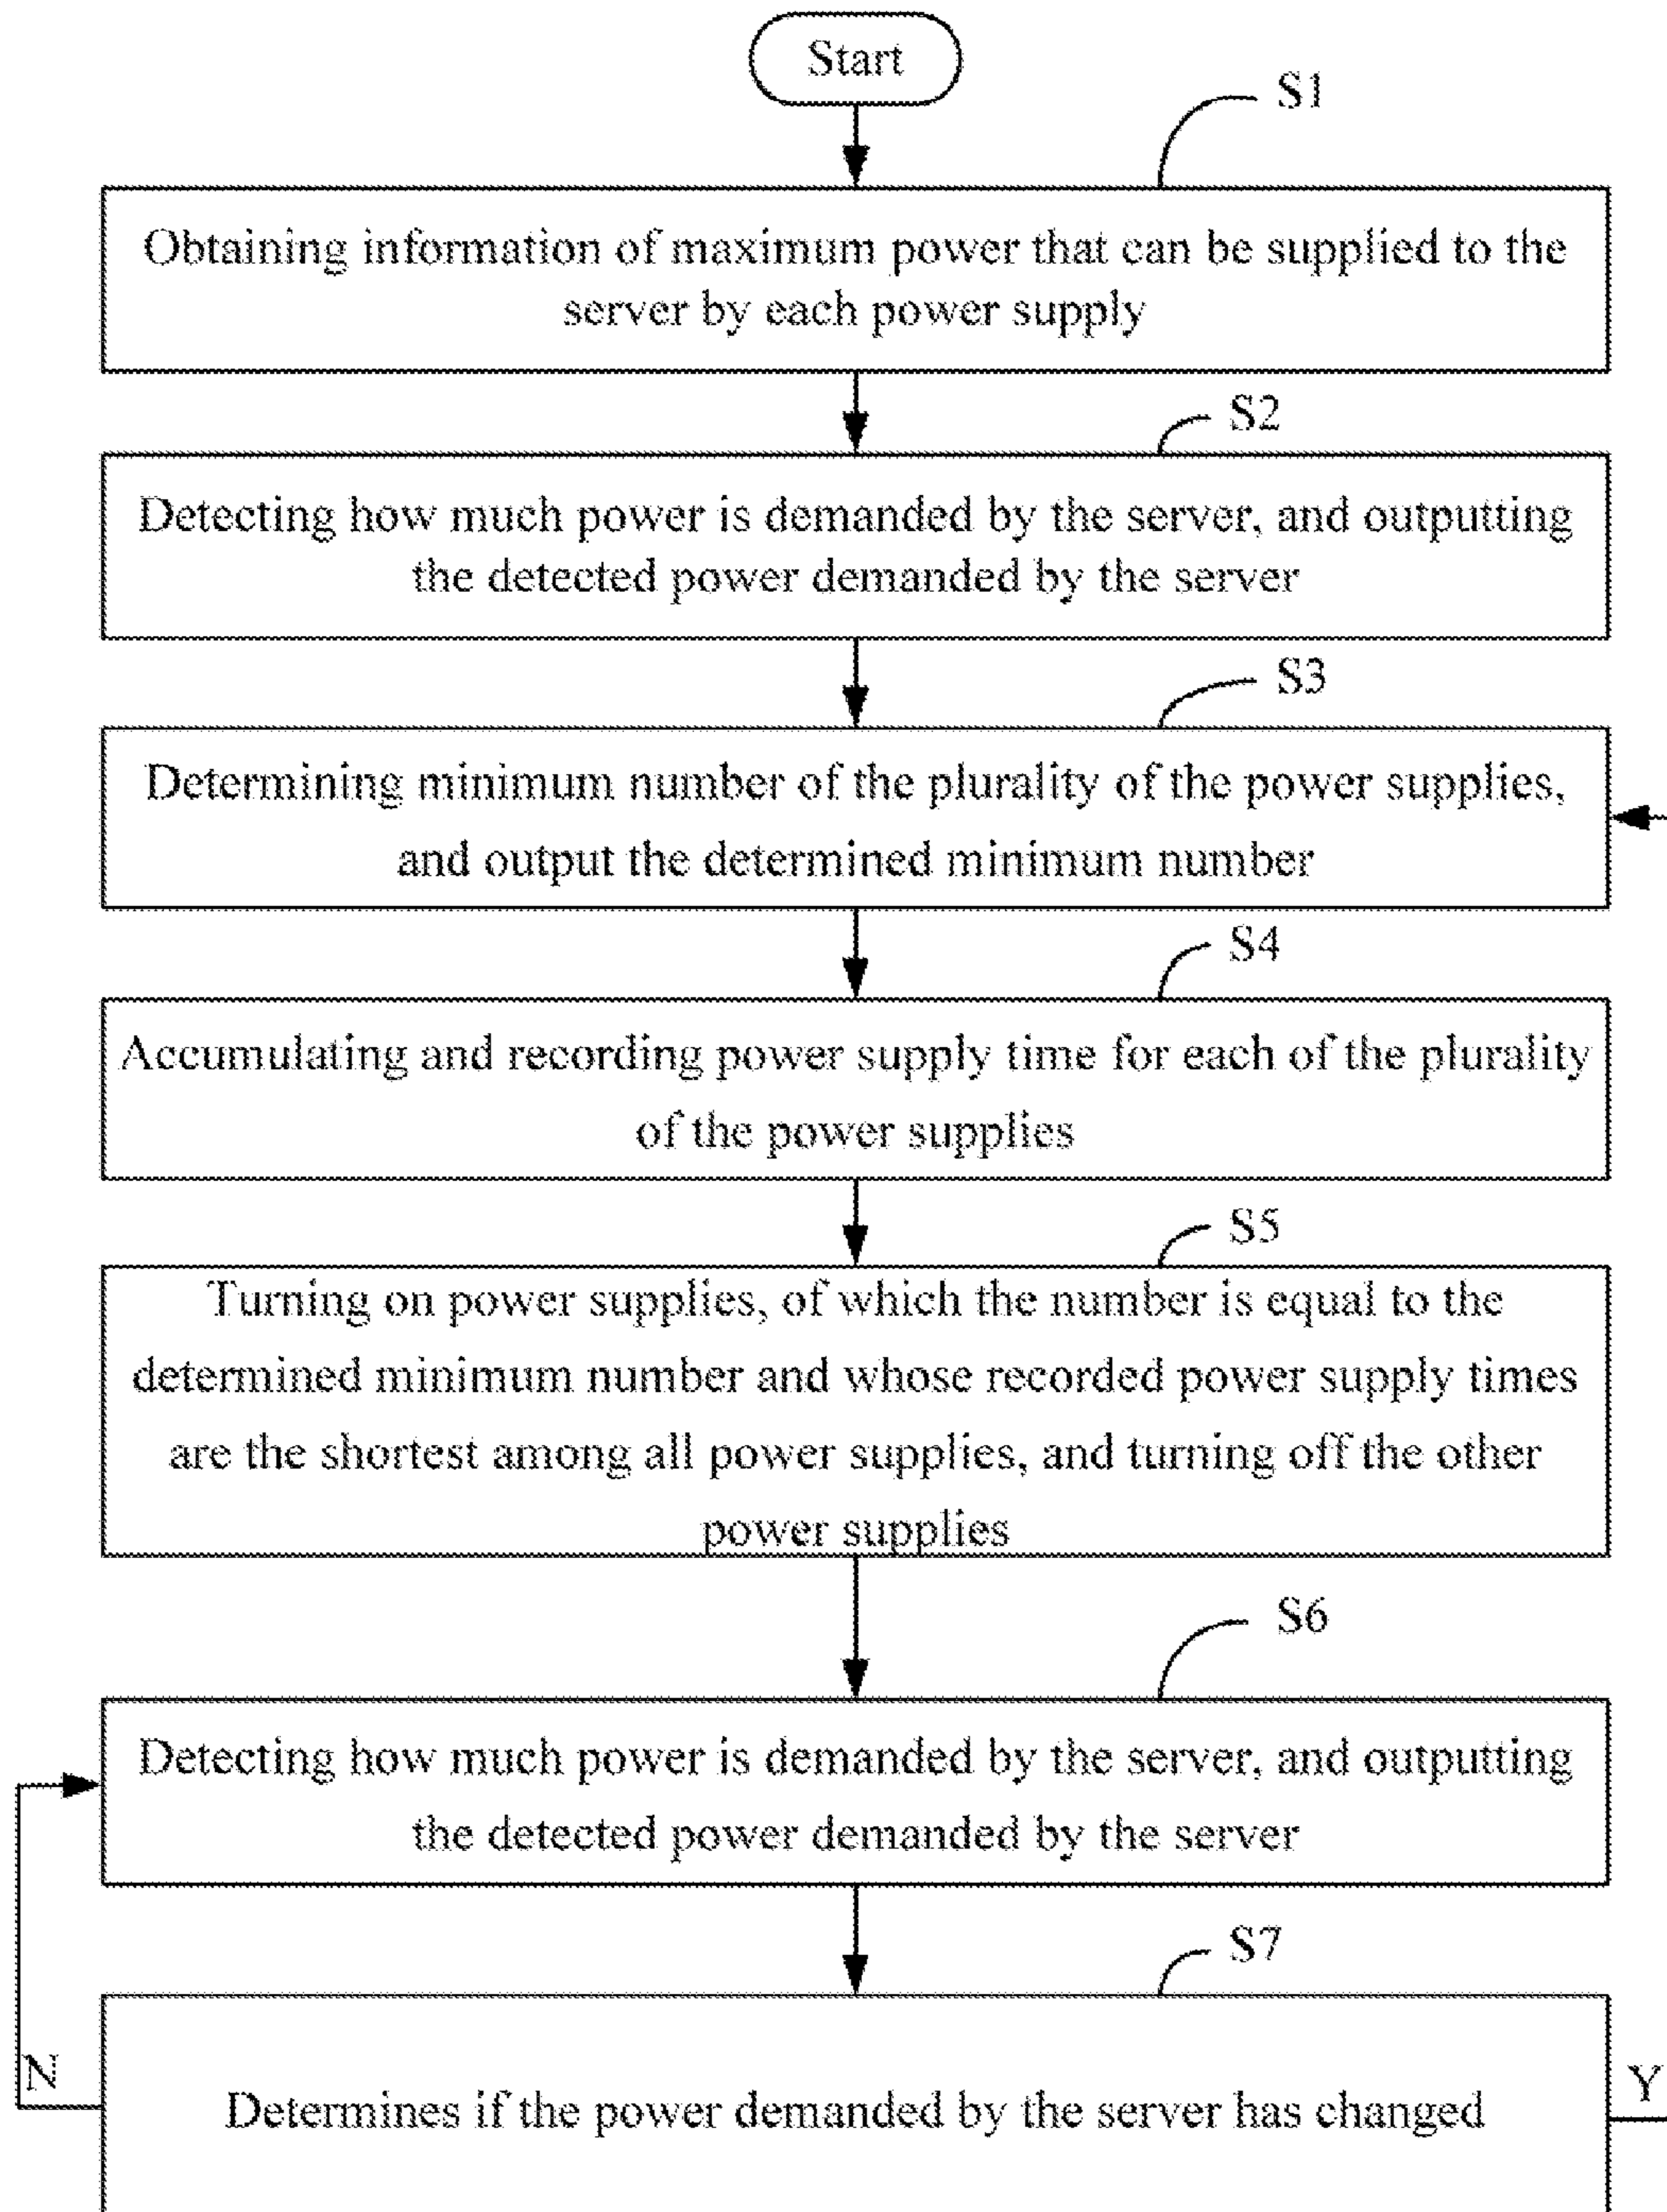 Start
S1
Obtaining information of maximum power that can be supplied to the
server by each power supply
S2
Detecting how much power is demanded by the server, and outputting
the detected power demanded by the server
S3
Determining minimum number of the plurality of the power supplies,
and output the determined minimum number
S4
Accumulating and recording power supply time for each of the plurality
of the power supplies
S5
Turning on power supplies, of which the number is equal to the
determined minimum number and whose recorded power supply times
are the shortest among all power supplies, and turning off the other
power supplies
S6
Detecting how much power is demanded by the server, and outputting
the detected power demanded by the server
S7
N
Y
Determines if the power demanded by the server has changed